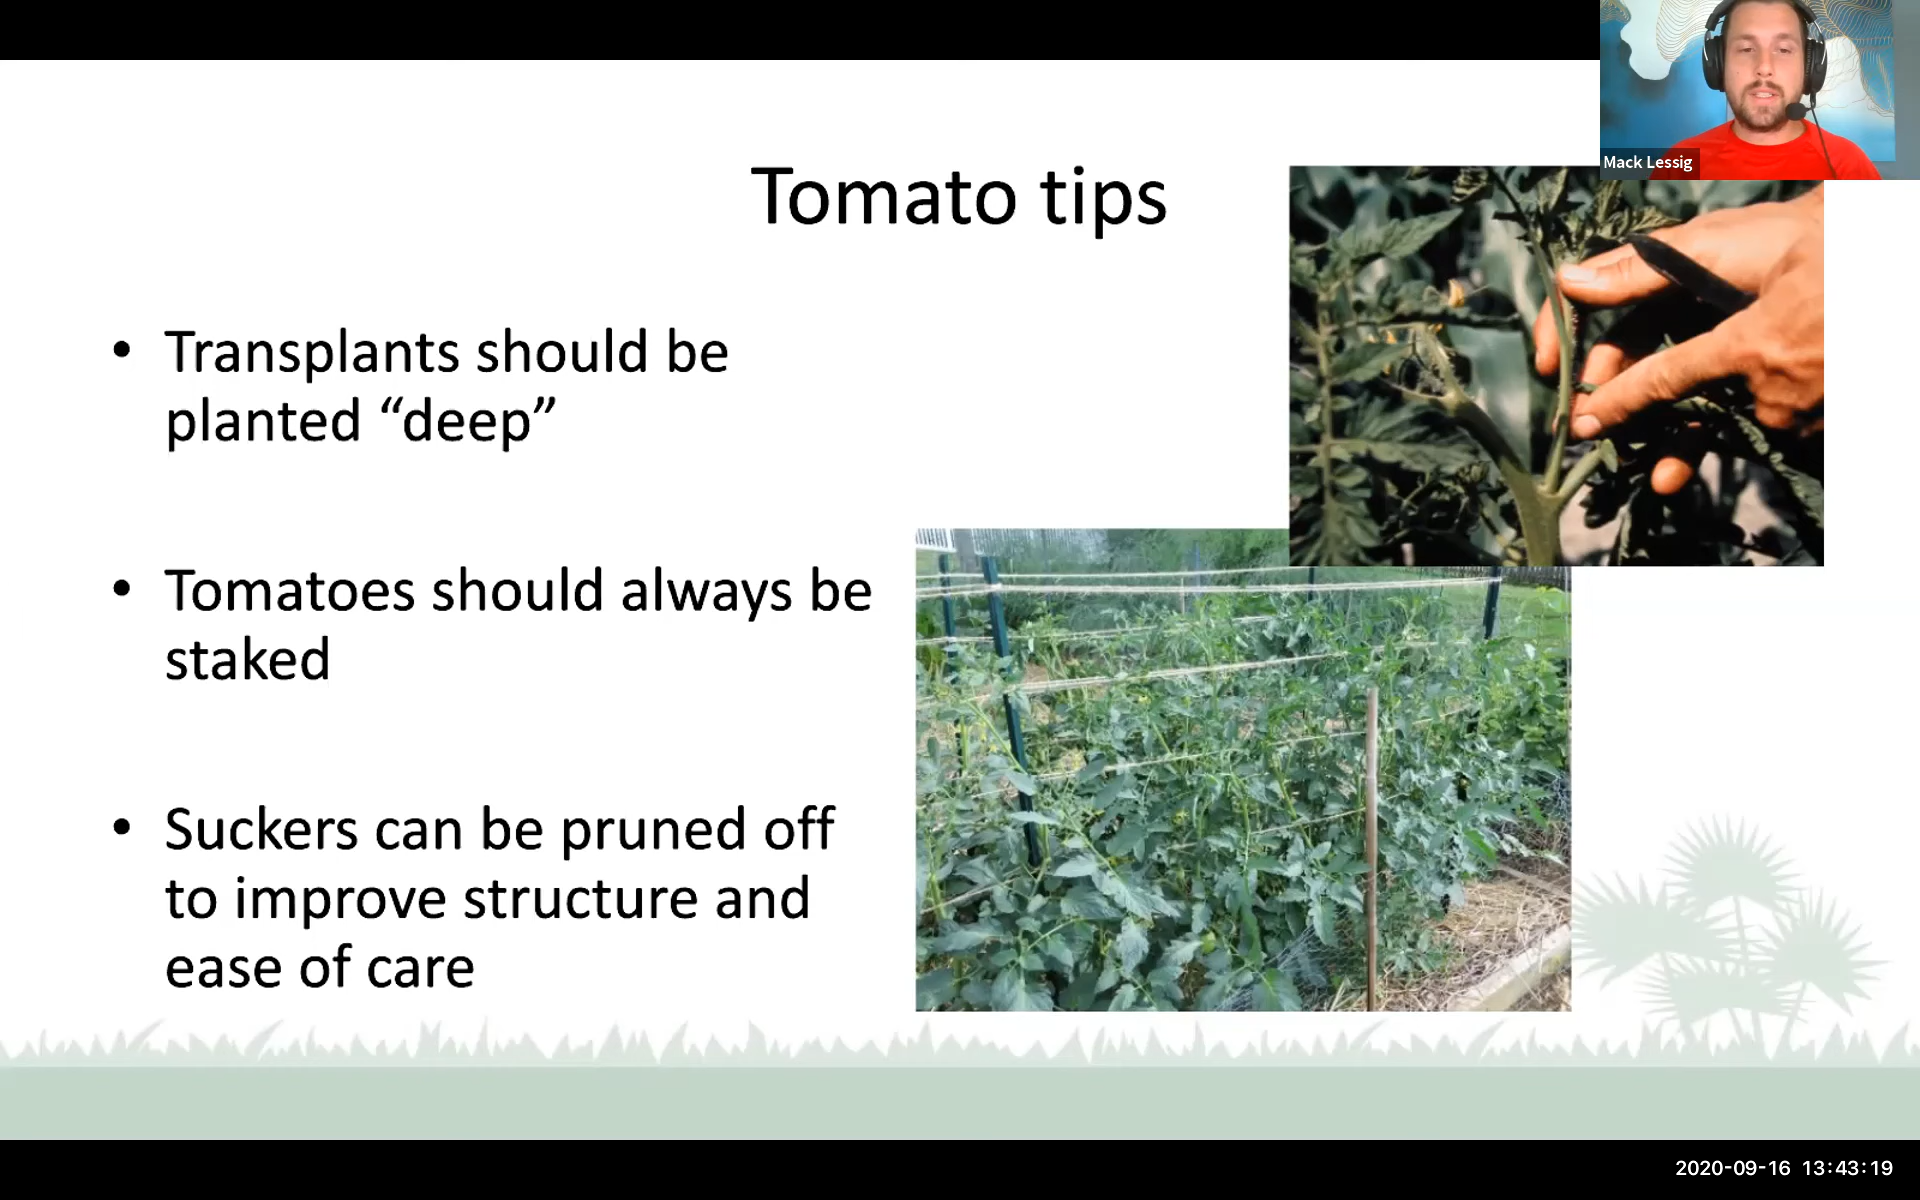 Mack Lessig
Tomato tips
• Transplants should be
planted “deep”
• Tomatoes should always be
staked
• Suckers can be pruned off
to improve structure and
ease of care
2020-09-16 13:43:19